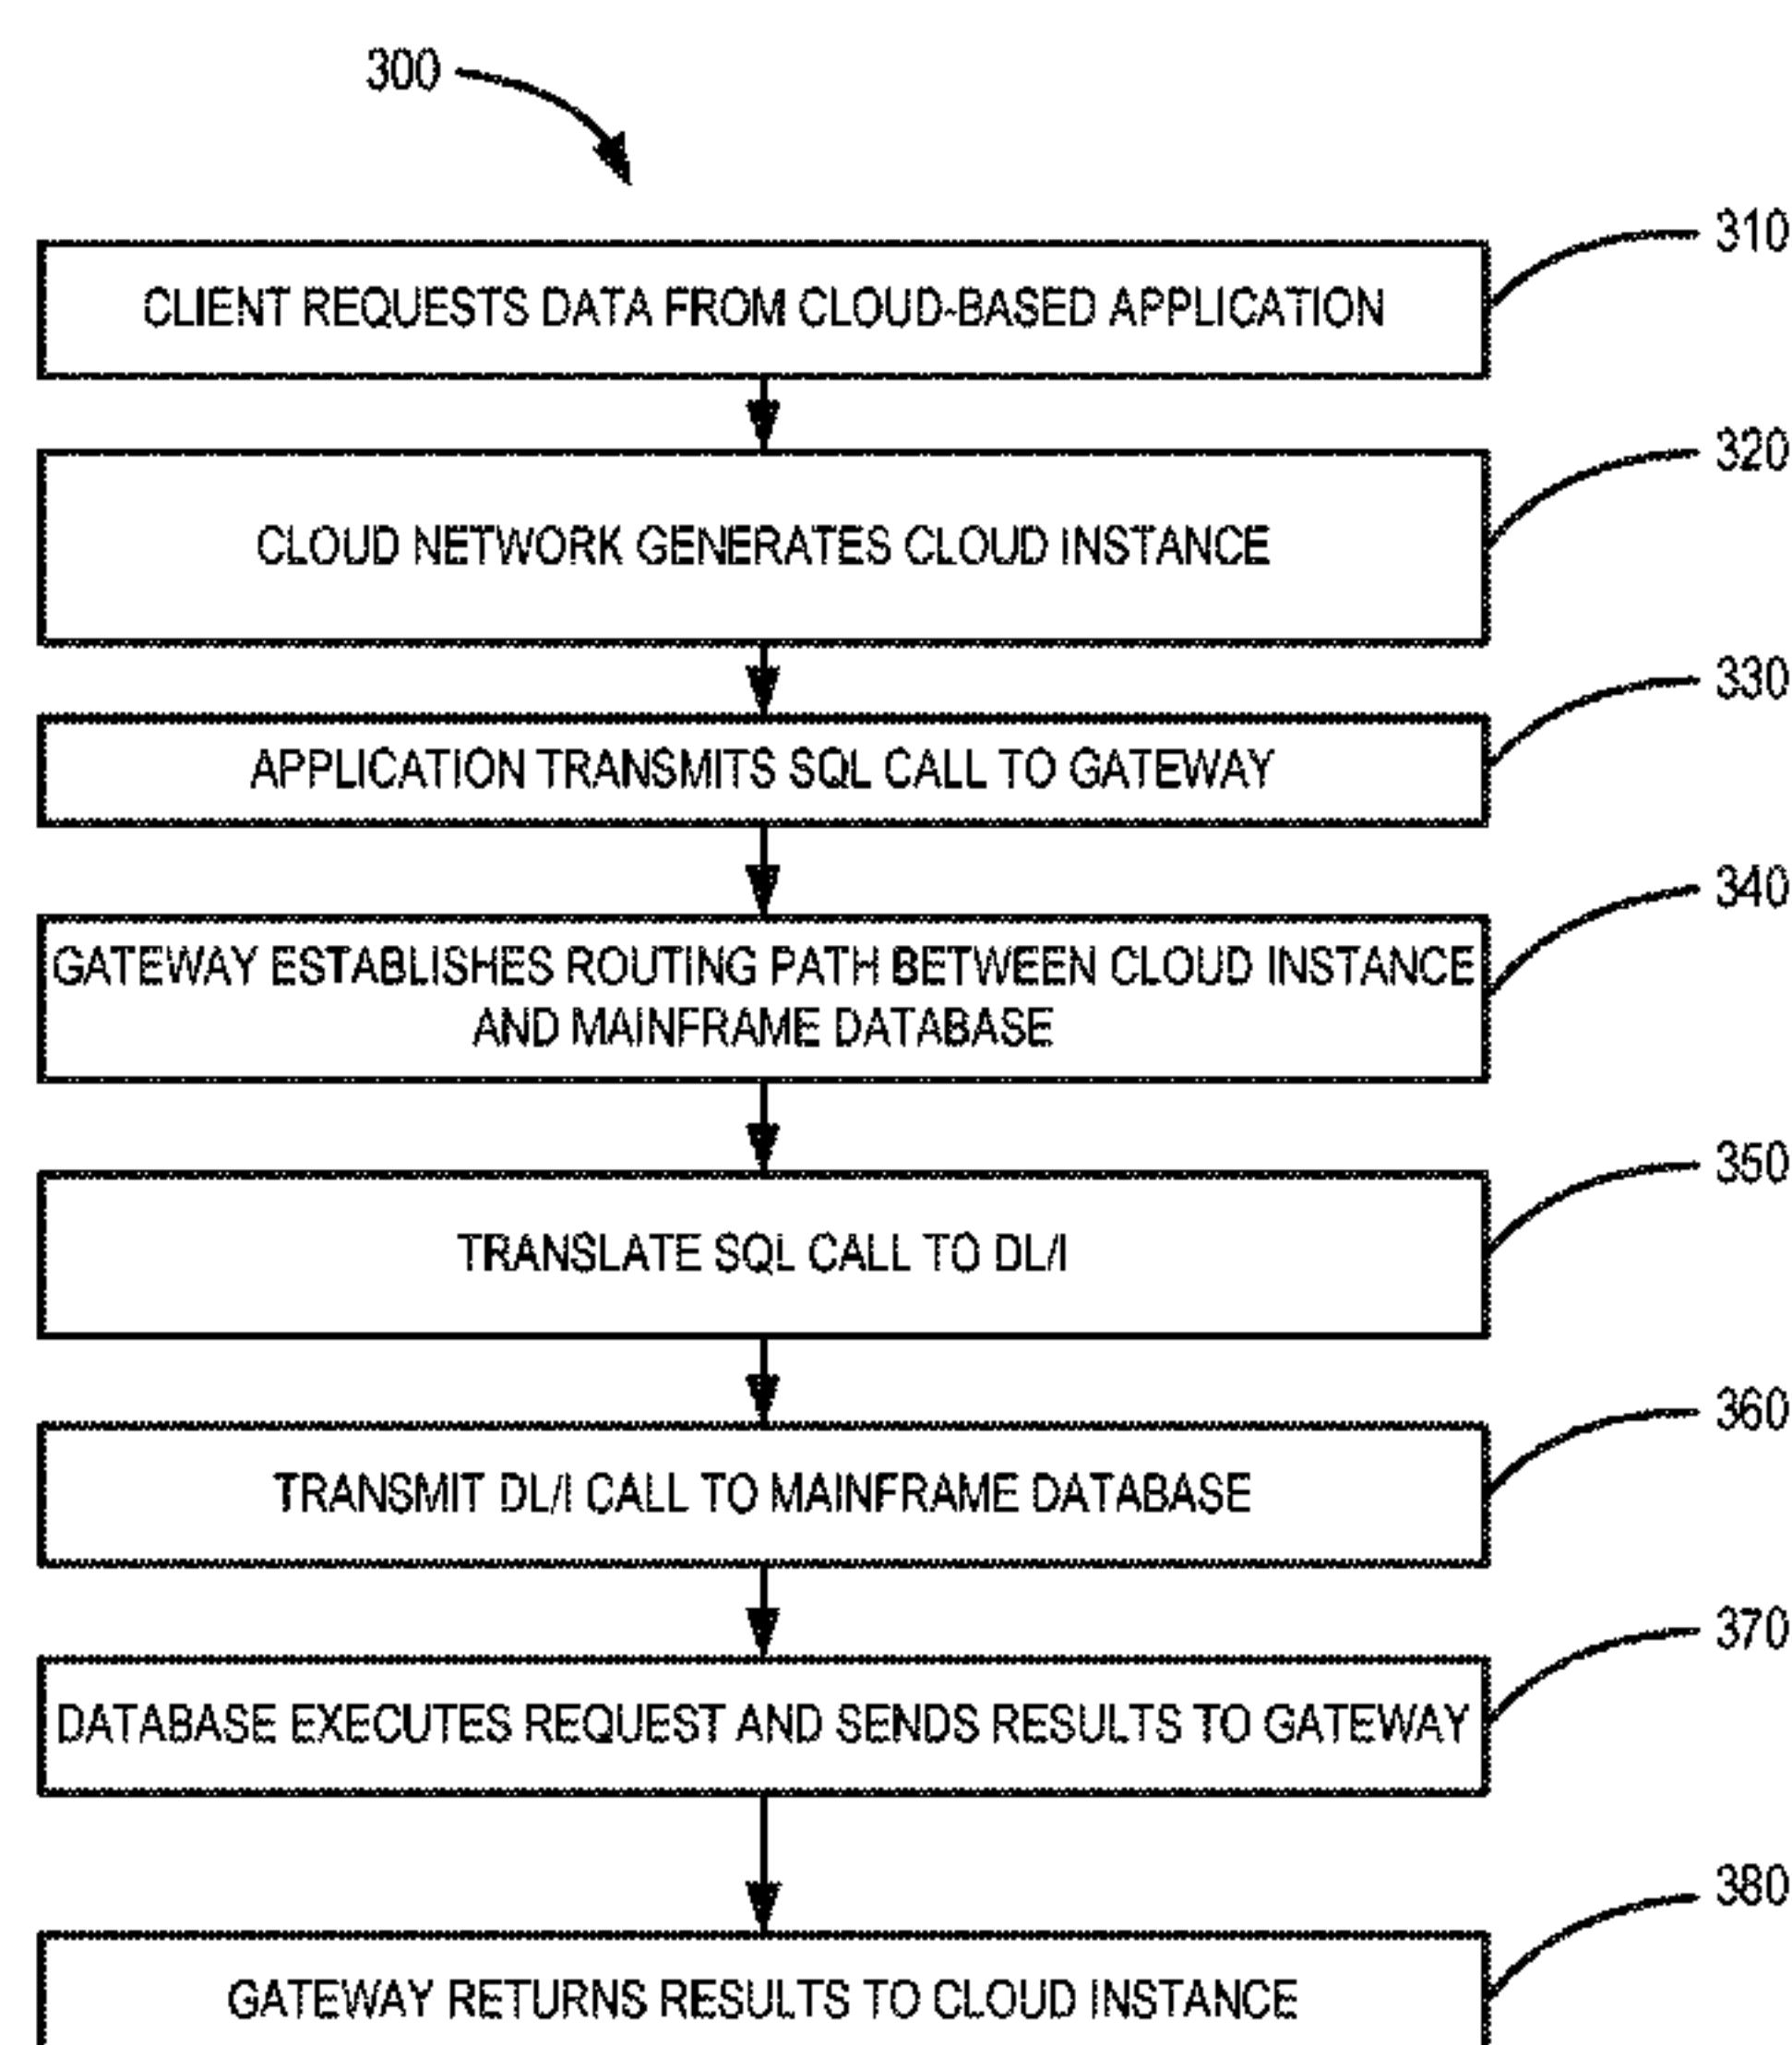 300
310
CLIENT REQUESTS DATA FROM CLOUD-BASED APPLICATION
320
CLOUD NETWORK GENERATES CLOUD INSTANCE
330
APPLICATION TRANSMITS SQL CALL TO GATEWAY
340
GATEWAY ESTABLISHES ROUTING PATH BETWEEN CLOUD INSTANCE
AND MAINFRAME DATABASE
350
TRANSLATE SQL CALL TO DL/I
360
TRANSMIT DL/I CALL TO MAINFRAME DATABASE
370
DATABASE EXECUTES REQUEST AND SENDS RESULTS TO GATEWAY
380
GATEWAY RETURNS RESULTS TO CLOUD INSTANCE